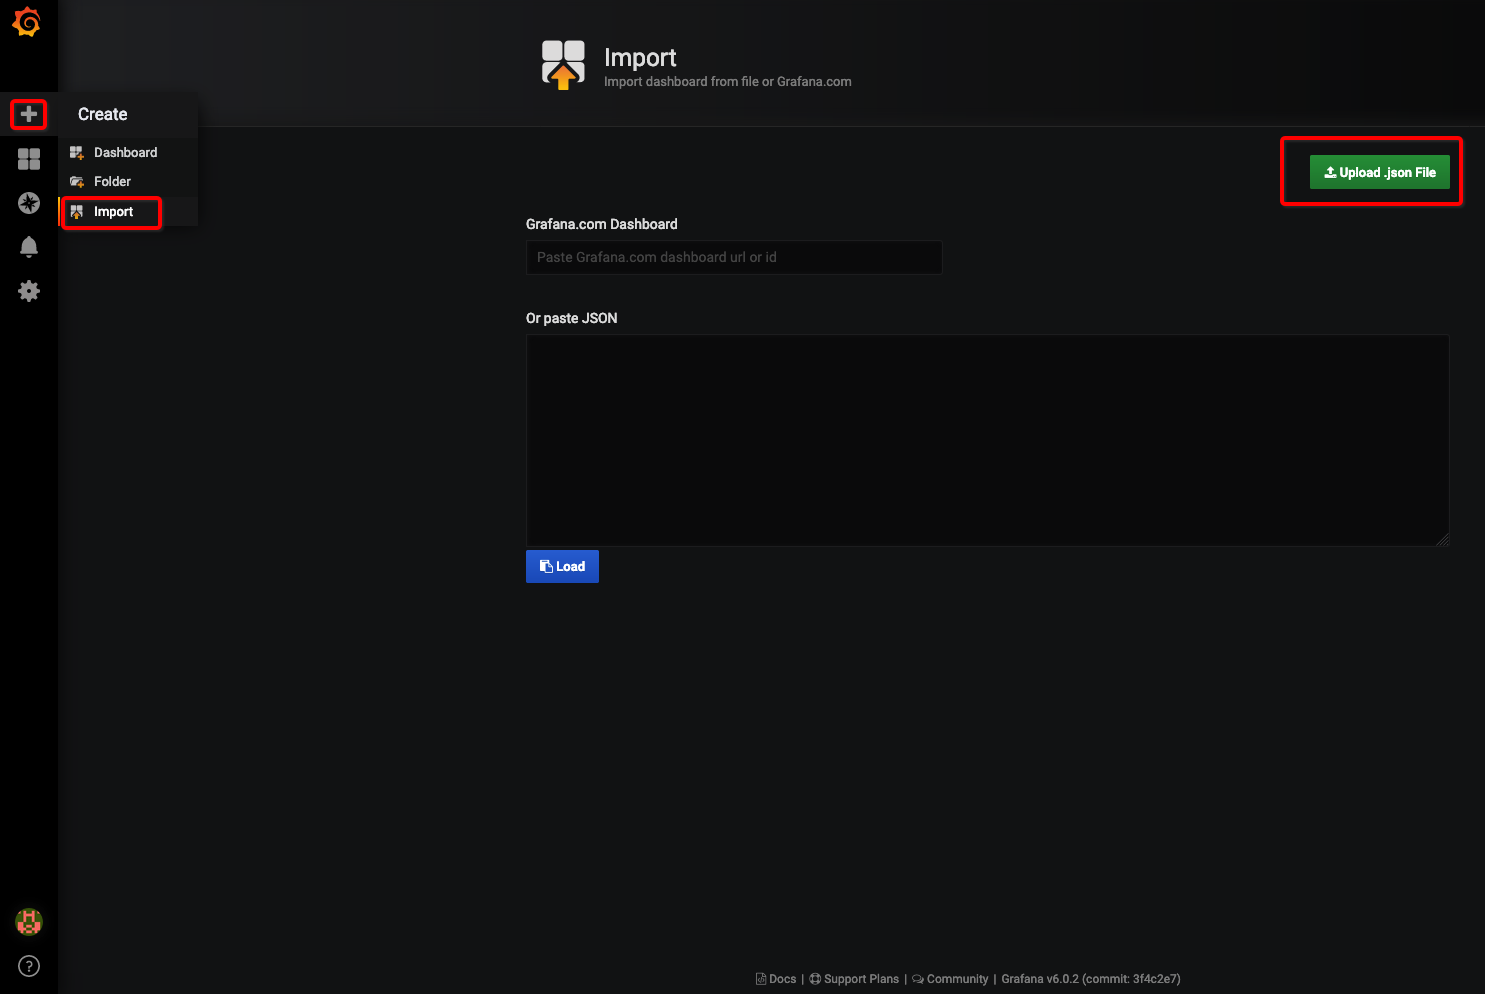 Import
Import dashboard from file or Grafana.com
Create
Dashboard
Folder
Import
Upload .json File
Grafana.com Dashboard
Paste Grafana.com dashboard url or id
Or paste JSON
Load
Docs | Support Plans | Community | Grafana v6.0.2 (commit: 3f4c2e7)